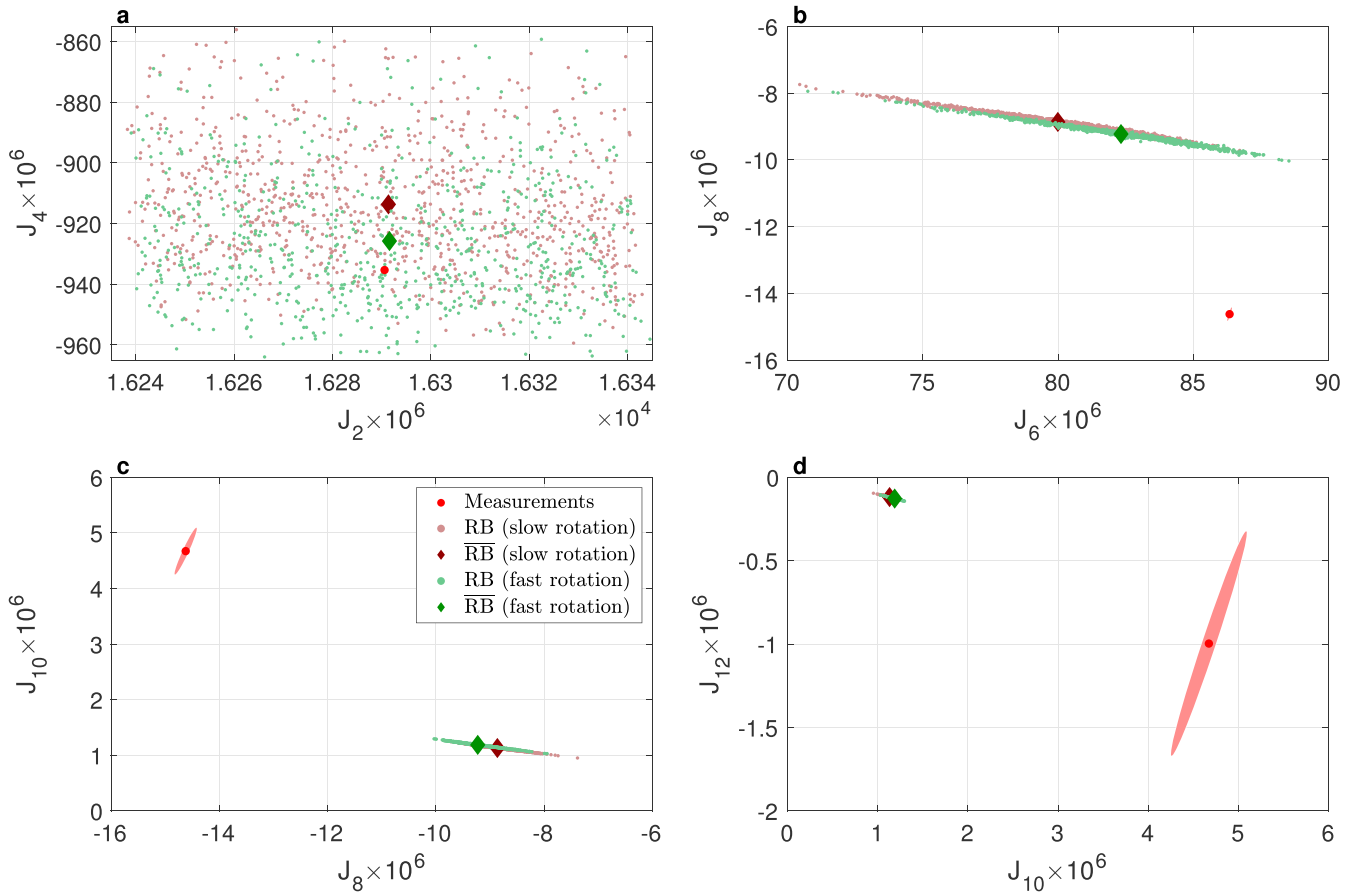 a
-860
-880
-900
-920
-940
-960
J₄×10⁶
1.624 1.626 1.628 1.63 1.632 1.634
J₂×10⁶
×10⁴
b
-6
-8
-10
-12
-14
-16
J₈×10⁶
70 75 80 85 90
J₆×10⁶
c
6
5
4
3
2
1
0
J₁₀×10⁶
-16 -14 -12 -10 -8 -6
J₈×10⁶
Measurements
RB (slow rotation)
R̅B̅ (slow rotation)
RB (fast rotation)
R̅B̅ (fast rotation)
d
0
-0.5
-1
-1.5
-2
J₁₂×10⁶
0 1 2 3 4 5 6
J₁₀×10⁶